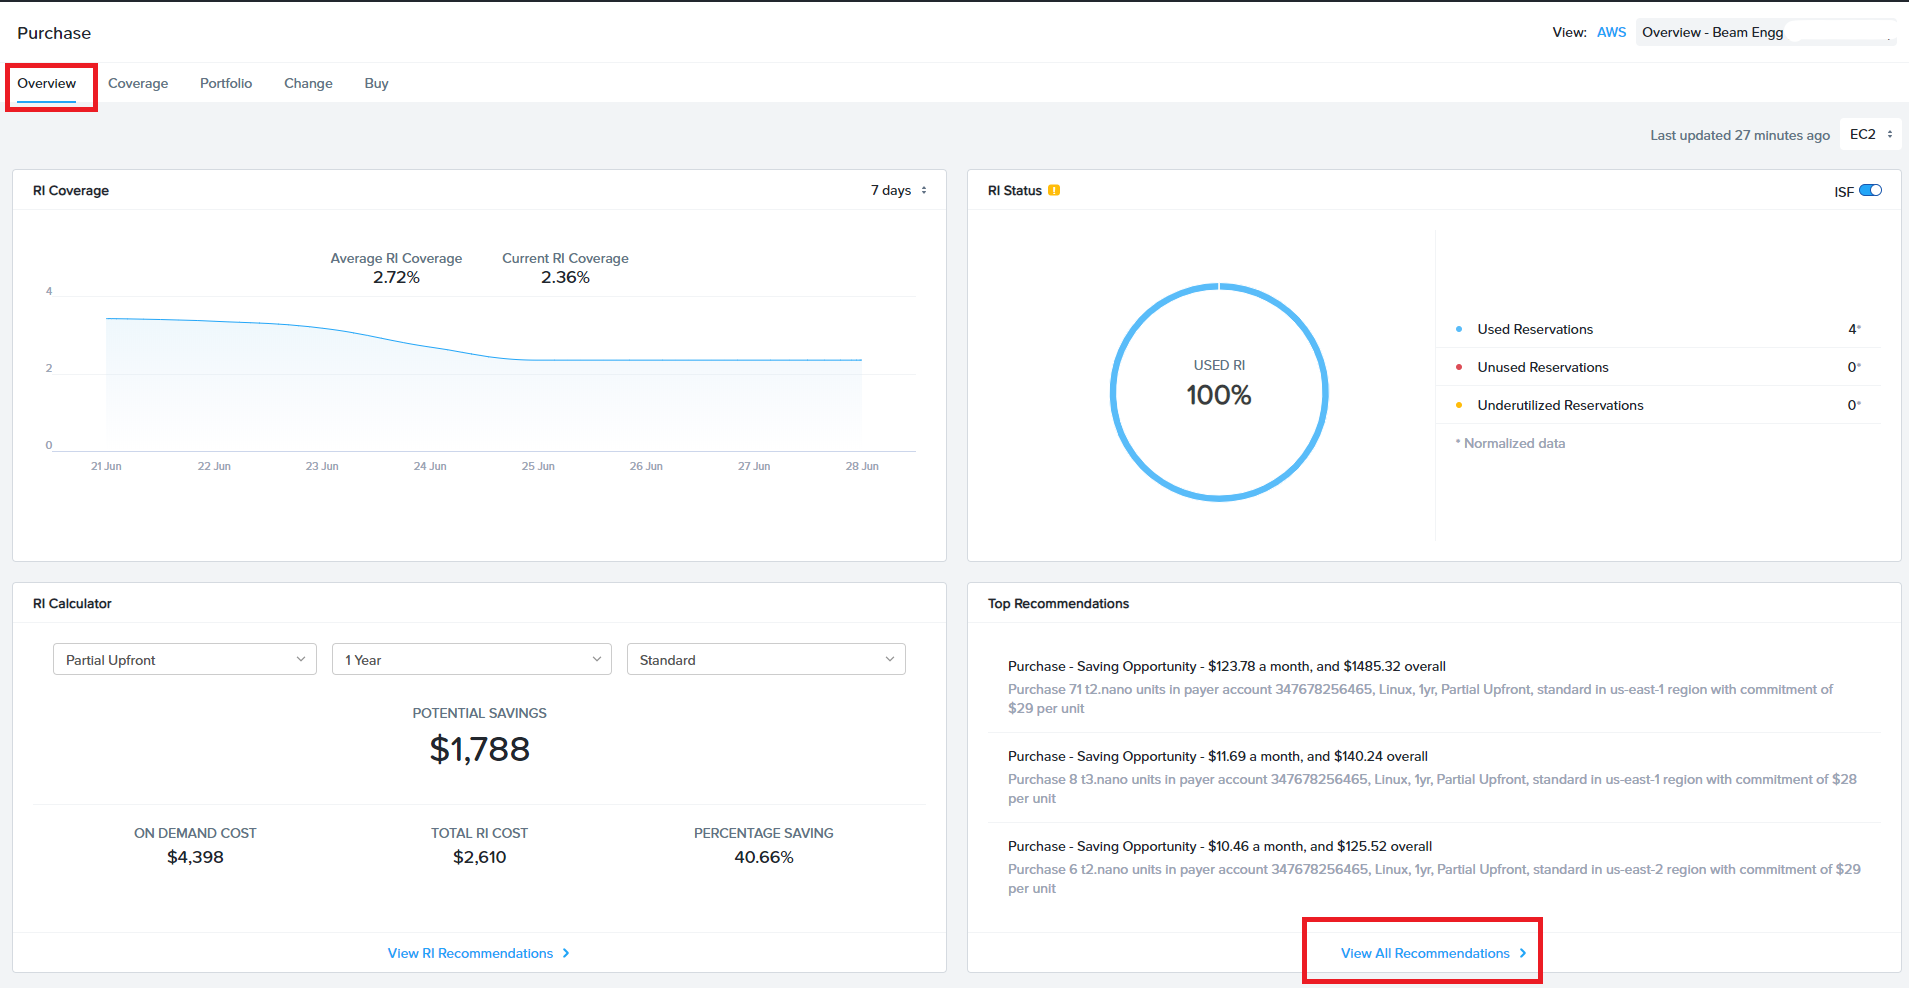 Purchase
View: AWS Overview - Beam Engg
Overview Coverage Portfolio Change Buy
Last updated 27 minutes ago EC2
RI Coverage 7 days
Average RI Coverage Current RI Coverage
2.72% 2.36%
4
2
0
21 Jun 22 Jun 23 Jun 24 Jun 25 Jun 26 Jun 27 Jun 28 Jun
RI Status ! ISF
USED RI
100%
Used Reservations 4*
Unused Reservations 0*
Underutilized Reservations 0*
* Normalized data
RI Calculator
Partial Upfront 1 Year Standard
POTENTIAL SAVINGS
$1,788
ON DEMAND COST TOTAL RI COST PERCENTAGE SAVING
$4,398 $2,610 40.66%
View RI Recommendations
Top Recommendations
Purchase - Saving Opportunity - $123.78 a month, and $1485.32 overall
Purchase 71 t2.nano units in payer account 347678256465, Linux, 1yr, Partial Upfront, standard in us-east-1 region with commitment of
$29 per unit
Purchase - Saving Opportunity - $11.69 a month, and $140.24 overall
Purchase 8 t3.nano units in payer account 347678256465, Linux, 1yr, Partial Upfront, standard in us-east-1 region with commitment of $28
per unit
Purchase - Saving Opportunity - $10.46 a month, and $125.52 overall
Purchase 6 t2.nano units in payer account 347678256465, Linux, 1yr, Partial Upfront, standard in us-east-2 region with commitment of $29
per unit
View All Recommendations